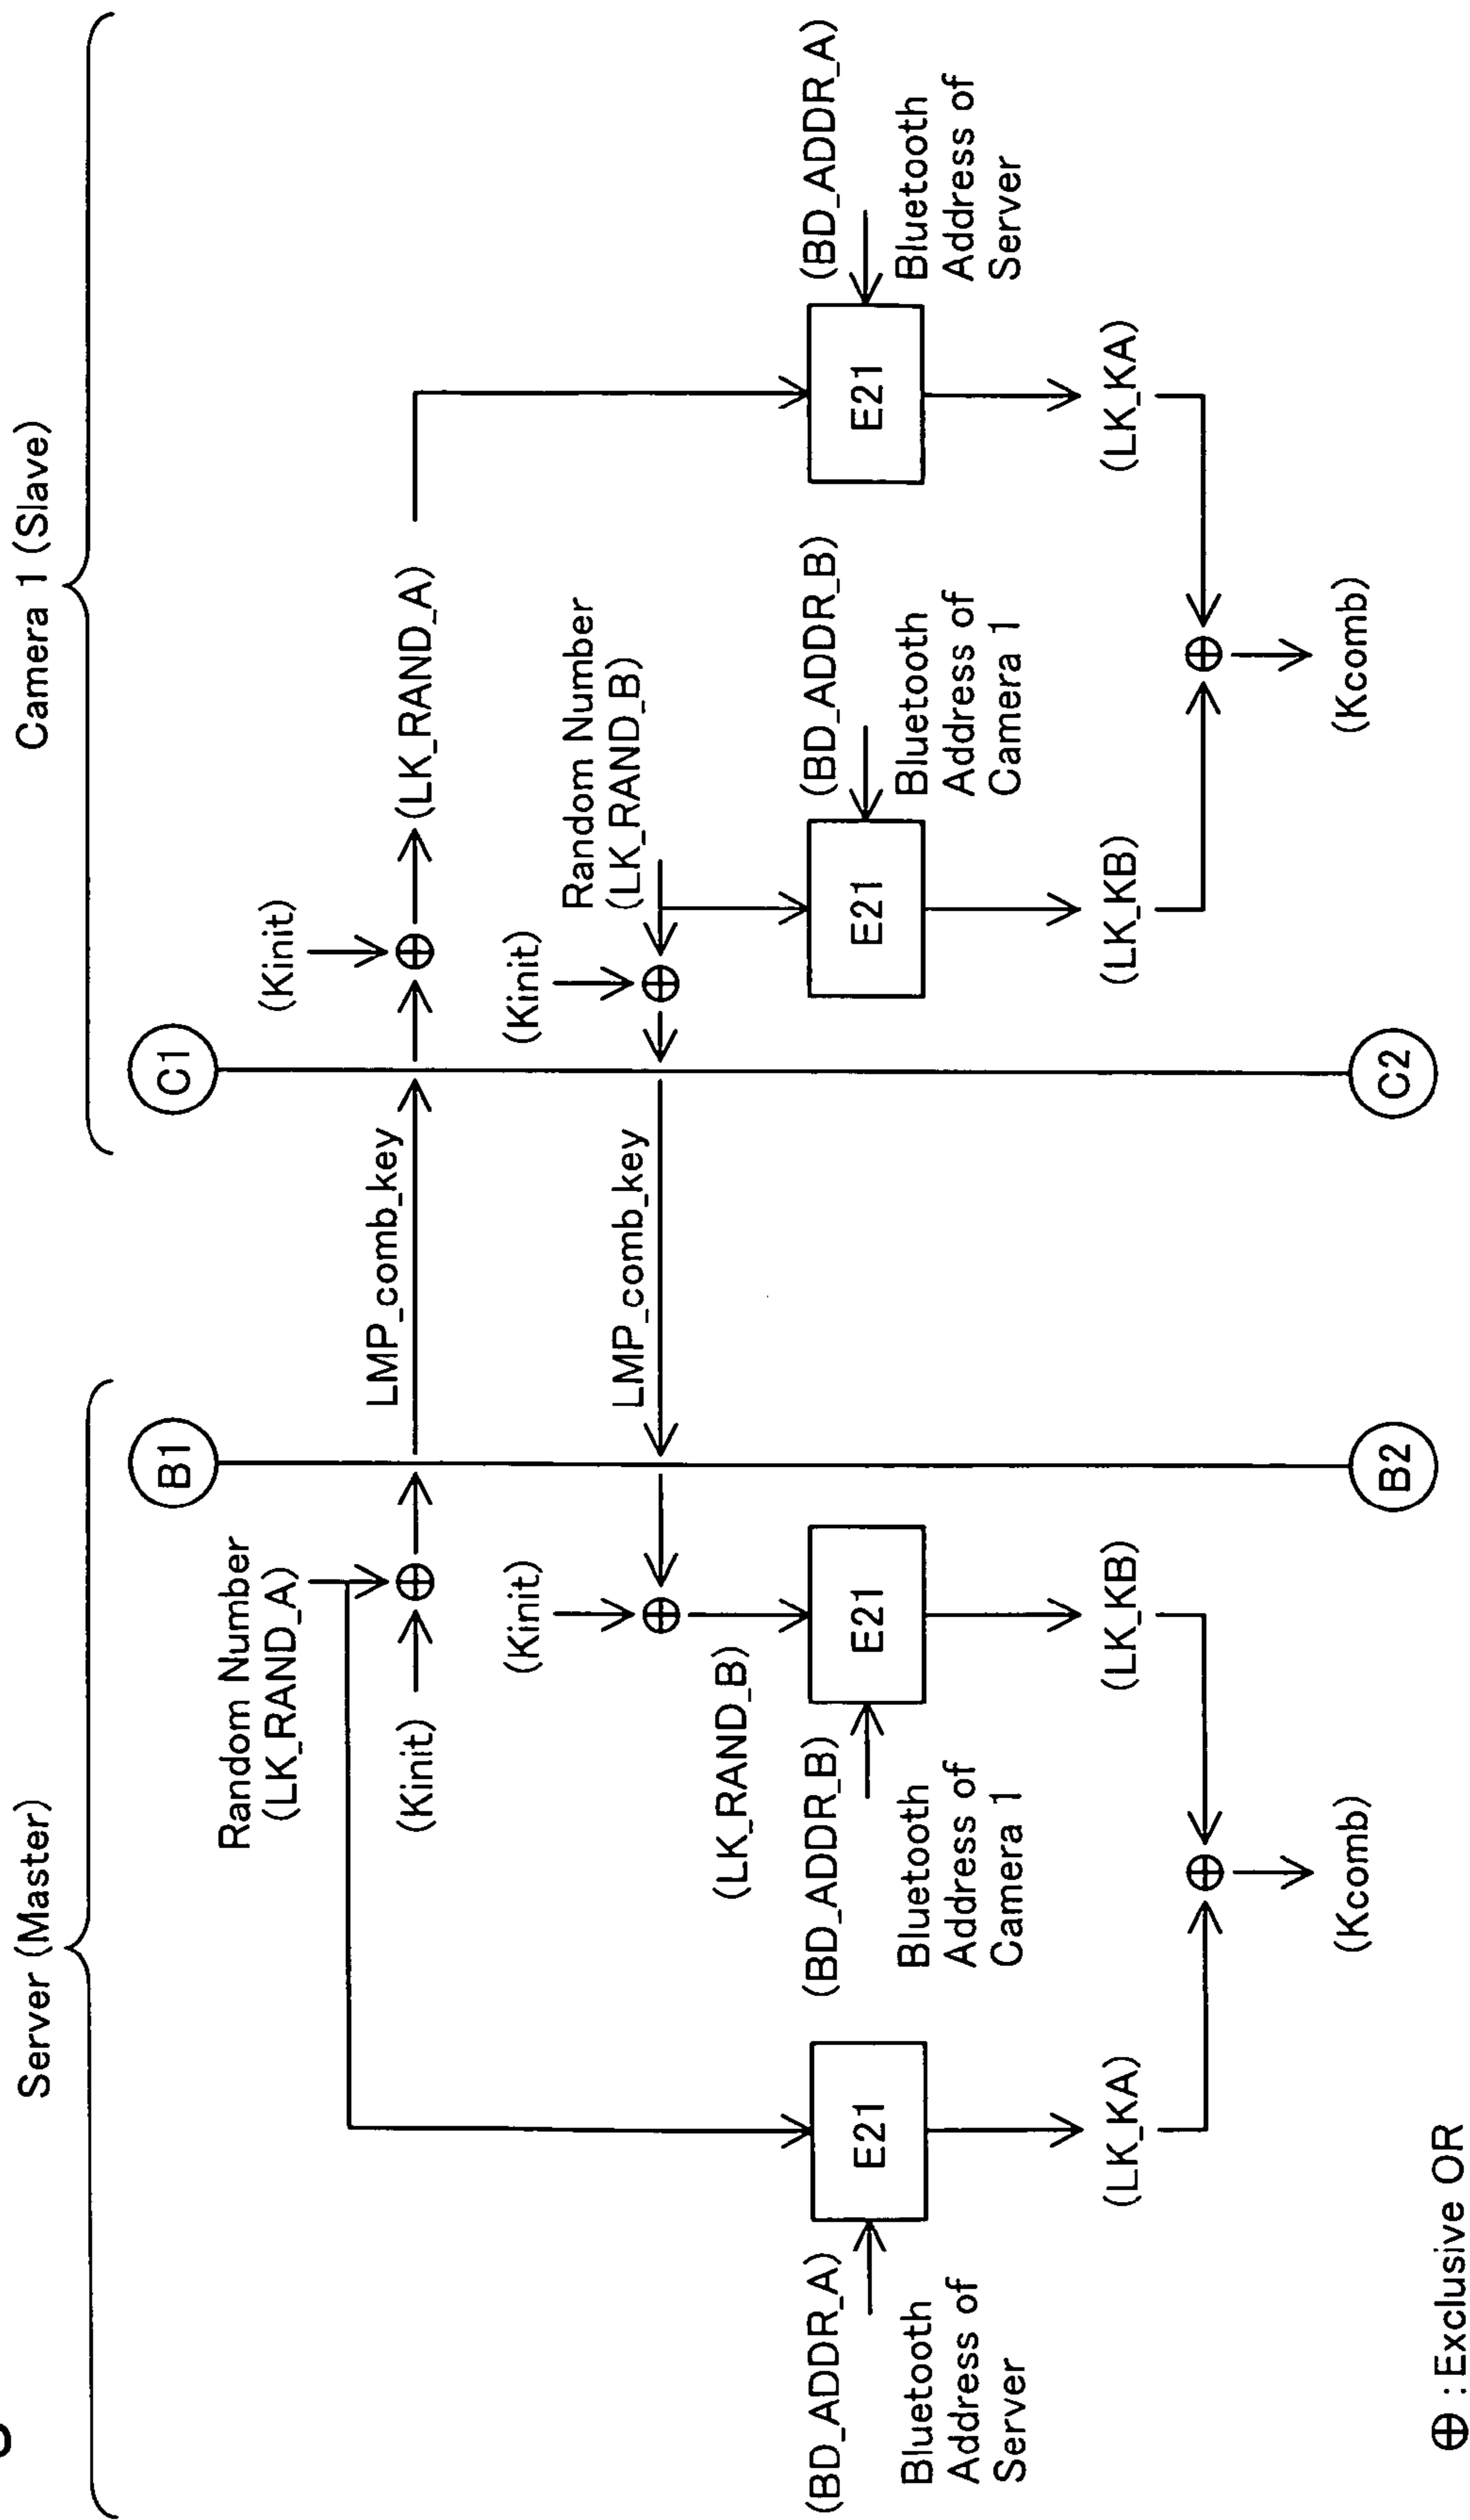 Server (Master)
Camera 1 (Slave)
B1
C1
Random Number
(LK_RAND_A)
(Kinit)
(Kinit)
LMP_comb_key
(LK_RAND_A)
(Kinit)
LMP_comb_key
(Kinit)
Random Number
(LK_RAND_B)
(LK_RAND_B)
(BD_ADDR_A)
Bluetooth
Address of
Server
E21
(BD_ADDR_B)
Bluetooth
Address of
Camera 1
E21
E21
(BD_ADDR_B)
Bluetooth
Address of
Camera 1
E21
(BD_ADDR_A)
Bluetooth
Address of
Server
(LK_KA)
(LK_KB)
(LK_KB)
(LK_KA)
(Kcomb)
(Kcomb)
B2
C2
⊕ : Exclusive OR